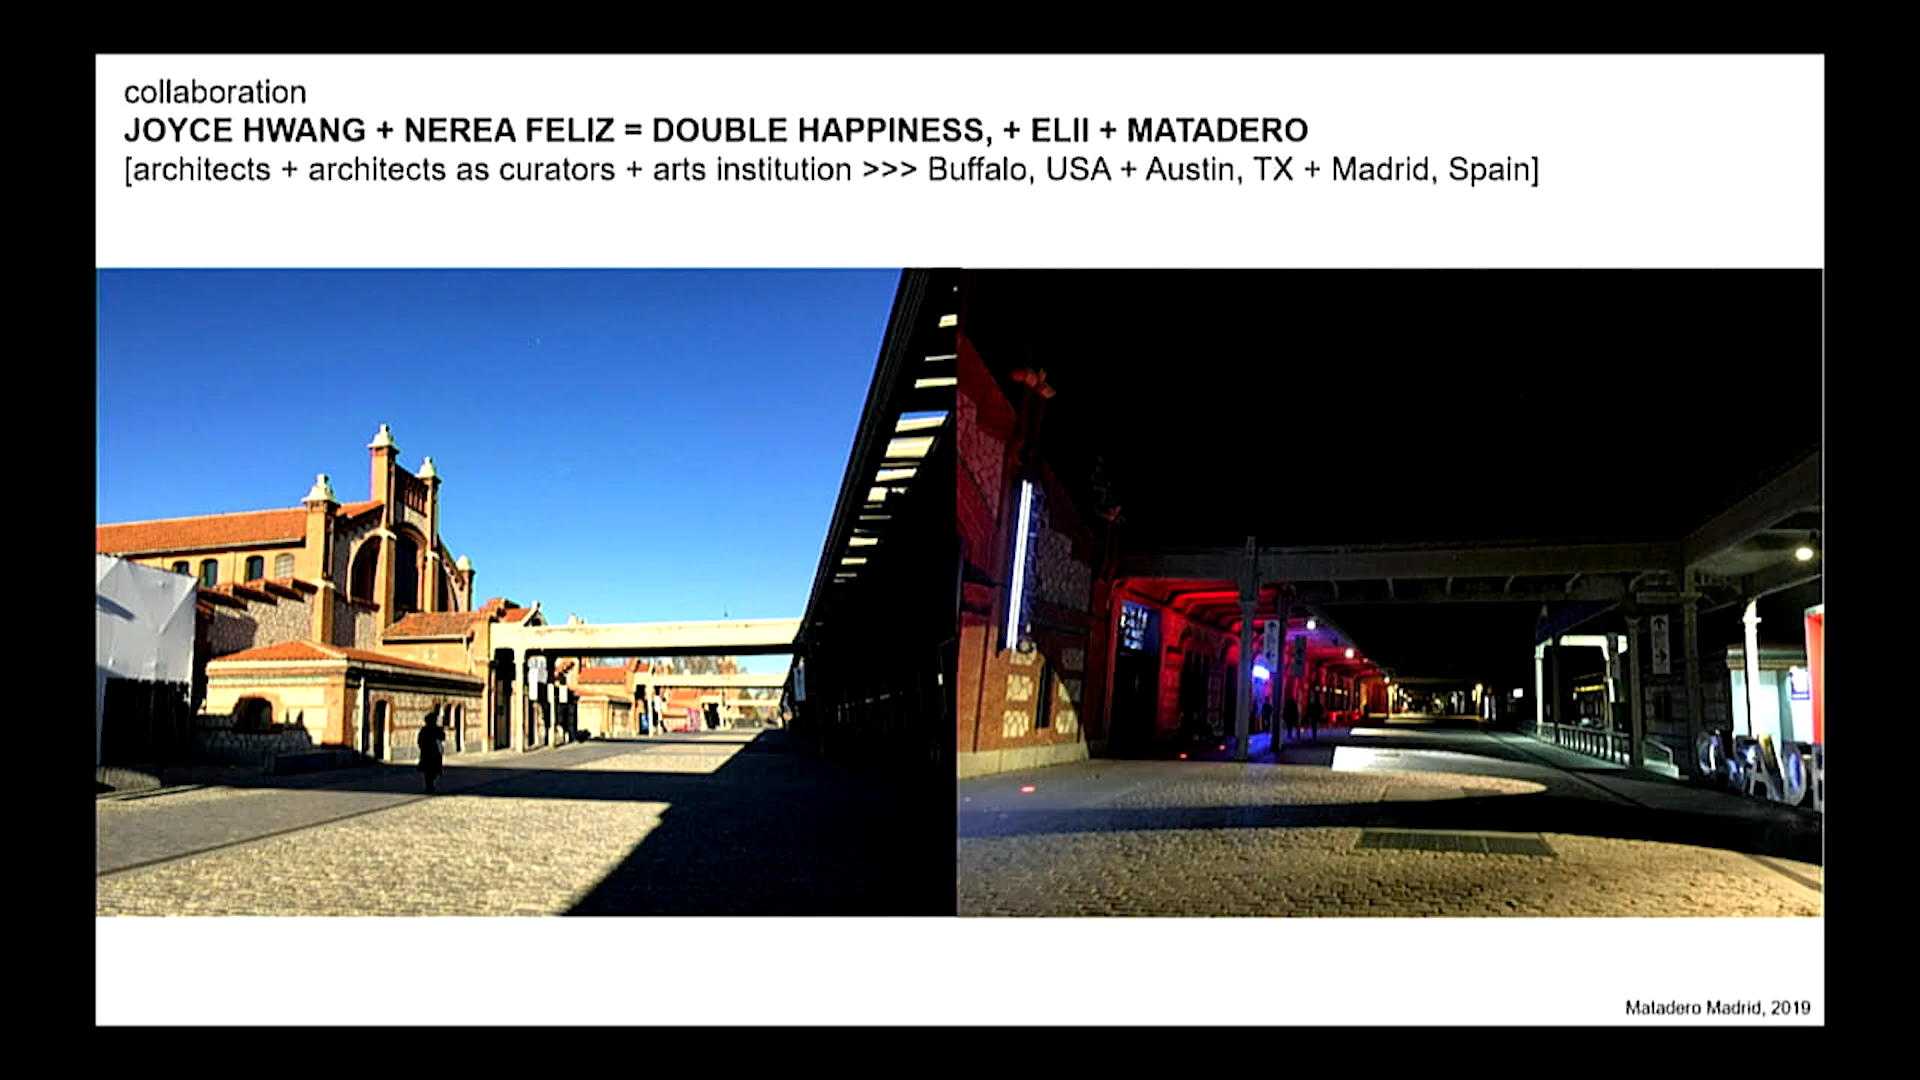 collaboration
JOYCE HWANG + NEREA FELIZ = DOUBLE HAPPINESS, + ELII + MATADERO
[architects + architects as curators + arts institution >>> Buffalo, USA + Austin, TX + Madrid, Spain]
Matadero Madrid, 2019